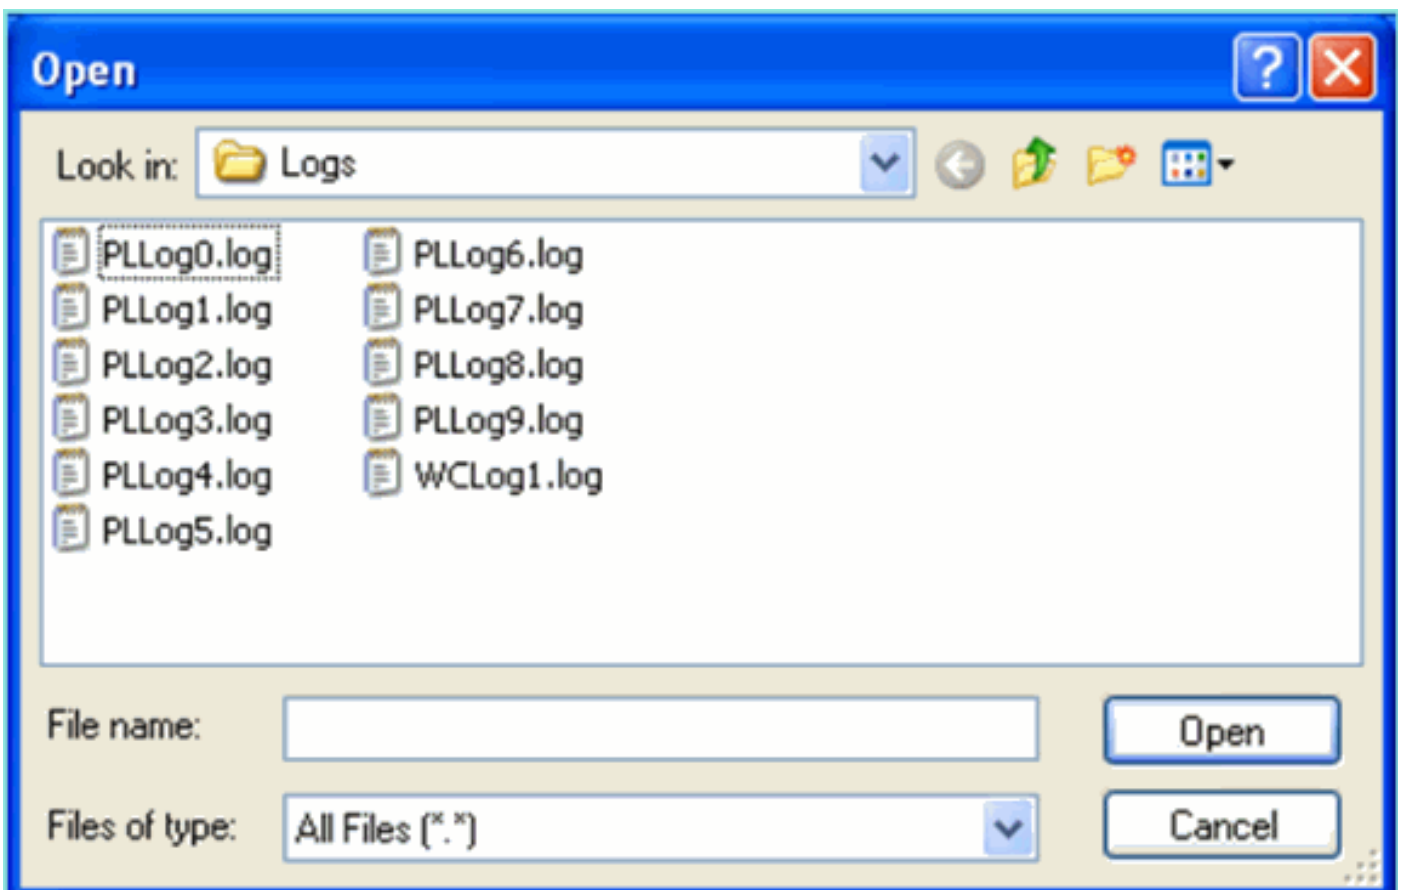 Open
Look in: Logs
PLLog0.log
PLLog1.log
PLLog2.log
PLLog3.log
PLLog4.log
PLLog5.log
PLLog6.log
PLLog7.log
PLLog8.log
PLLog9.log
WCLog1.log
File name:
Open
Files of type: All Files (*.*)
Cancel